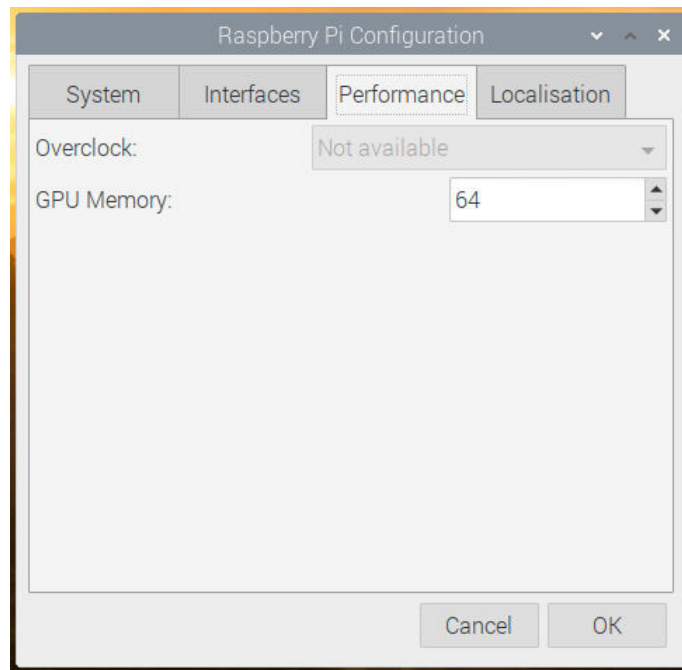 Raspberry Pi Configuration
System Interfaces Performance Localisation
Overclock: Not available
GPU Memory: 64
Cancel OK